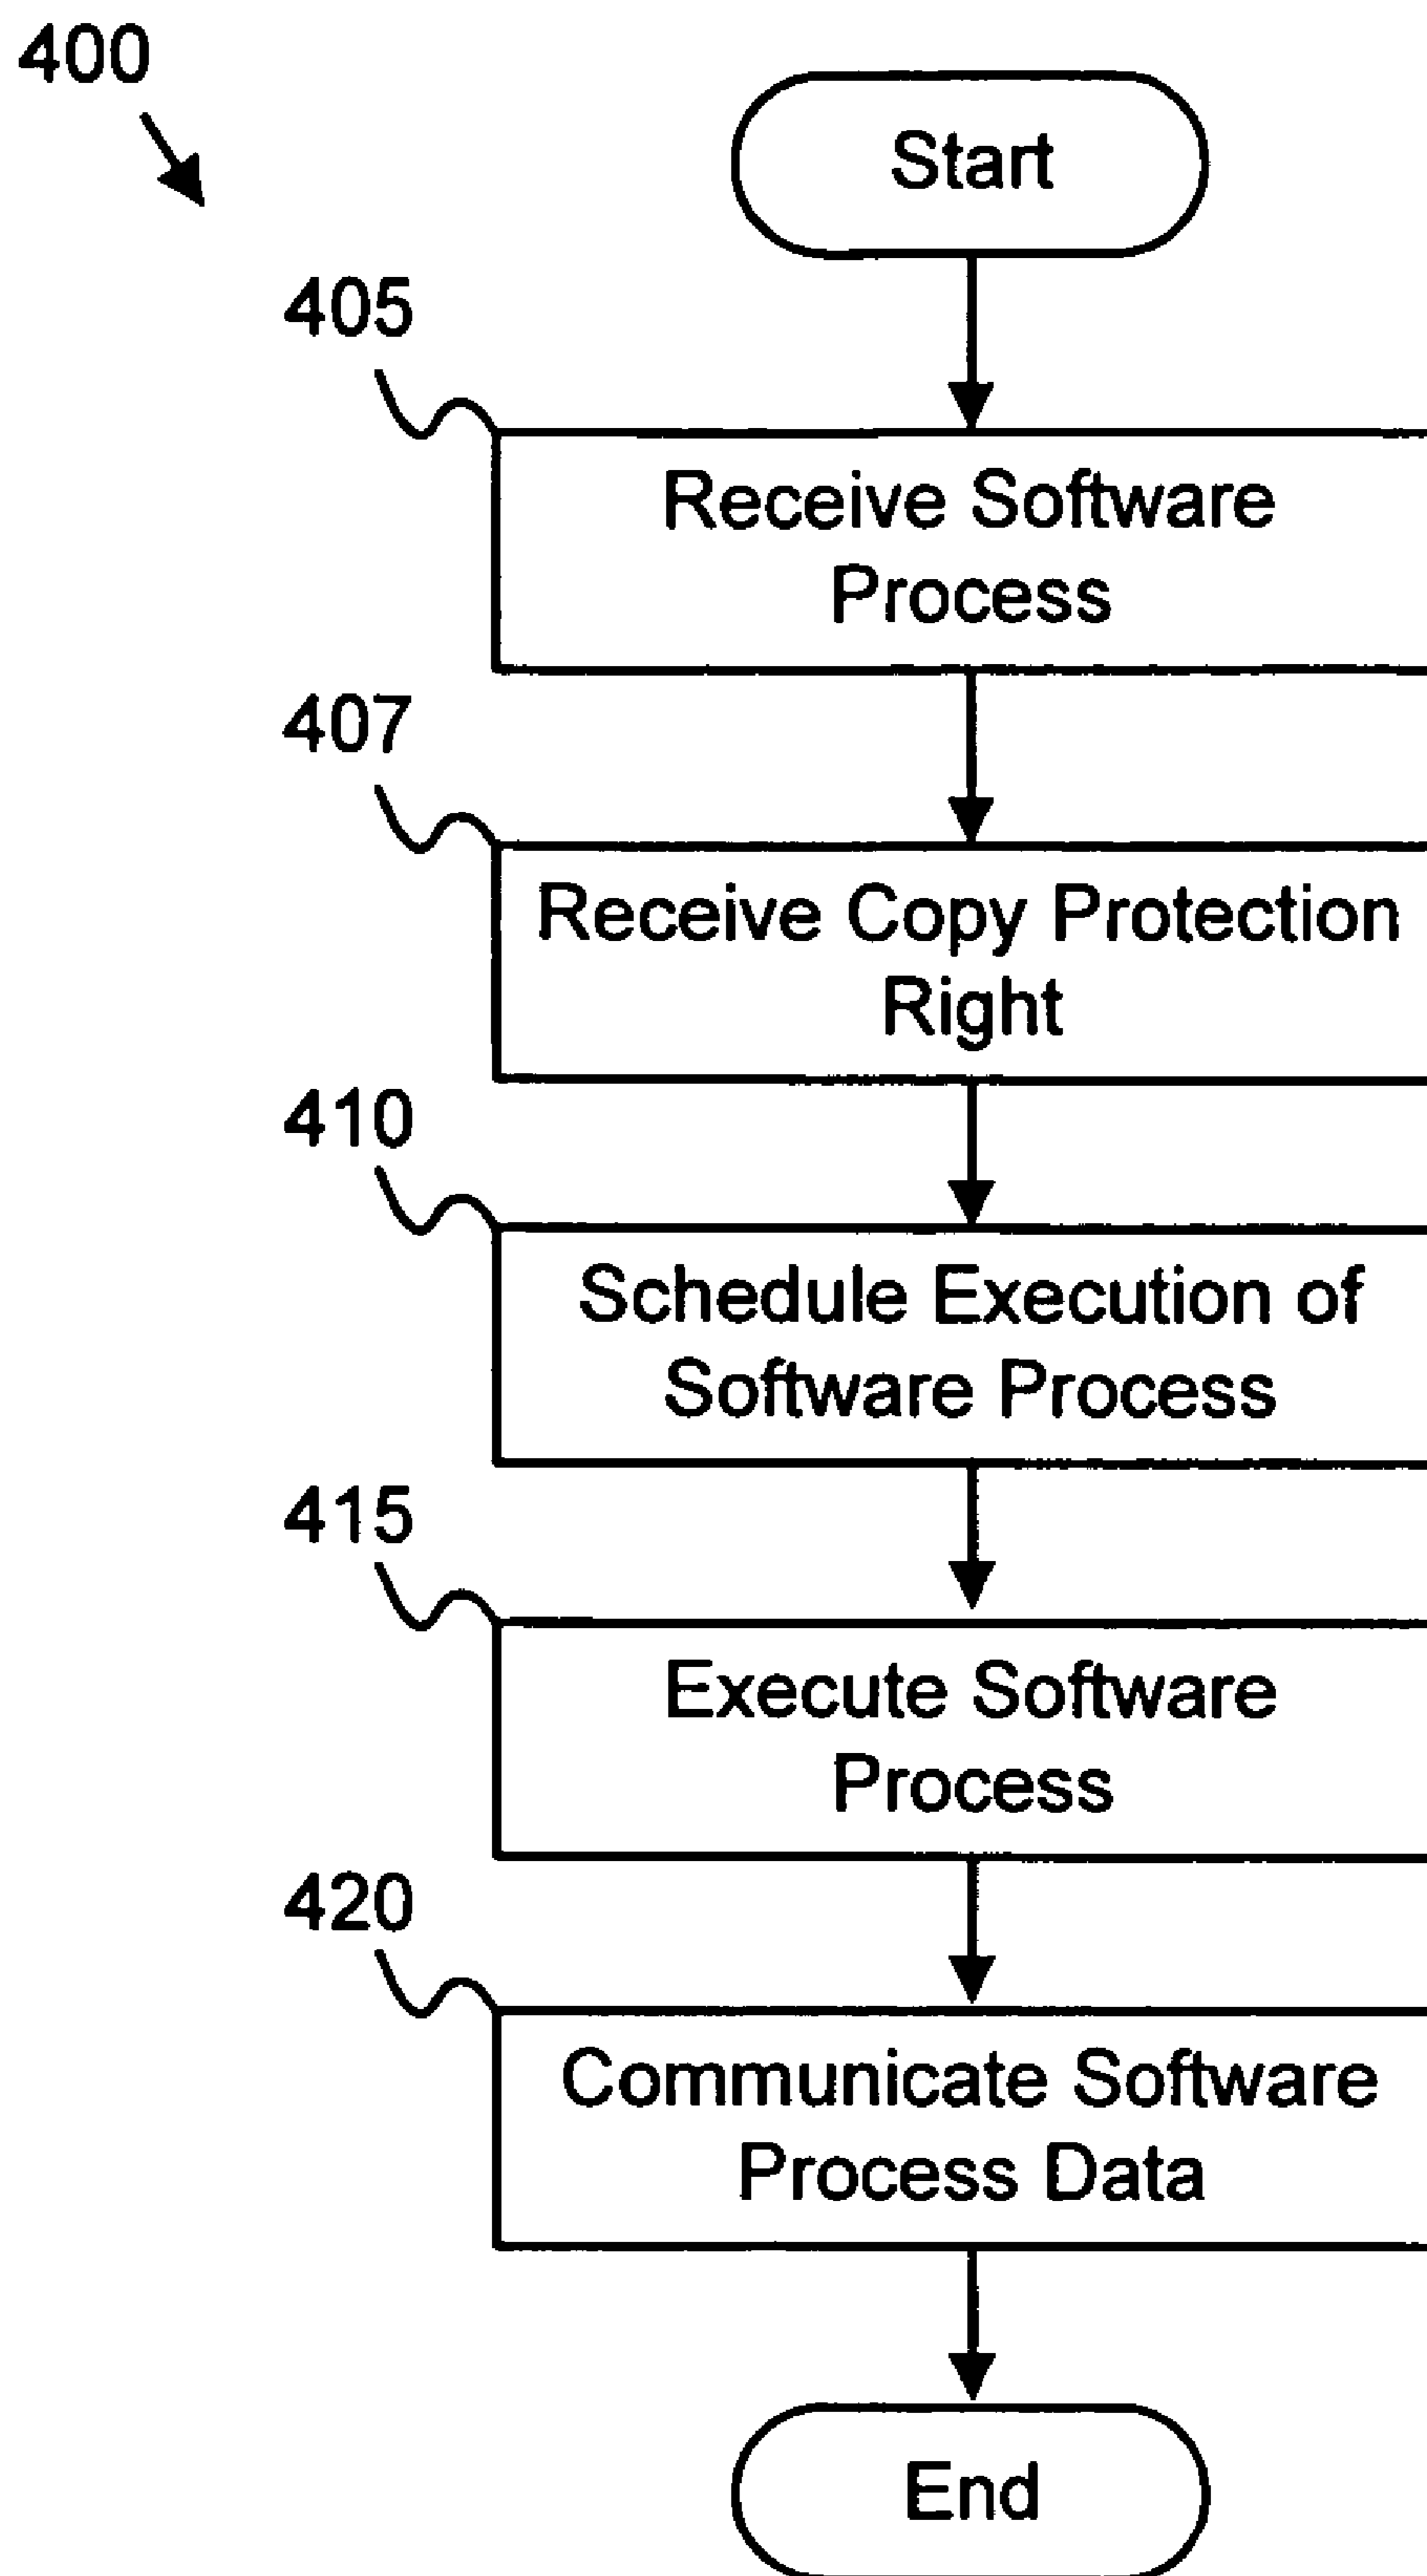 400
Start
405
Receive Software
Process
407
Receive Copy Protection
Right
410
Schedule Execution of
Software Process
415
Execute Software
Process
420
Communicate Software
Process Data
End